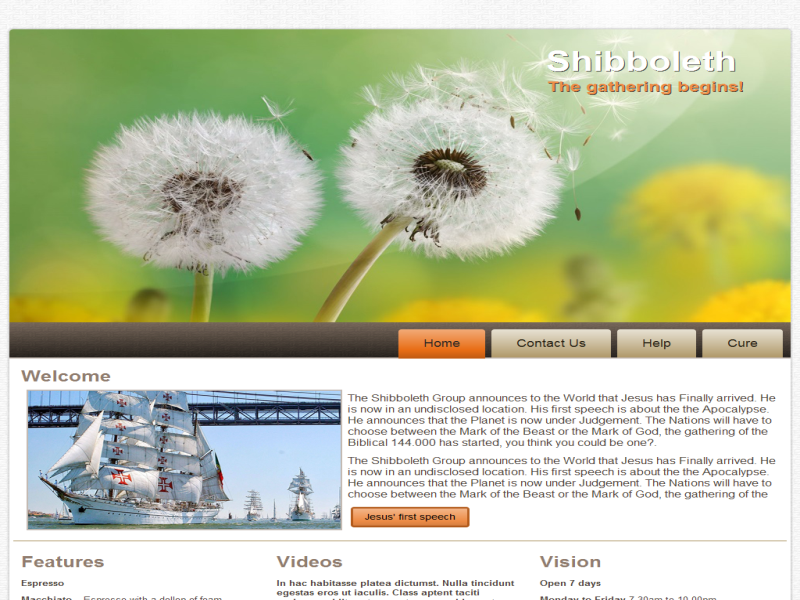 Shibboleth
The gathering begins!
Home Contact Us Help Cure
Welcome
The Shibboleth Group announces to the World that Jesus has Finally arrived. He
is now in an undisclosed location. His first speech is about the the Apocalypse.
He announces that the Planet is now under Judgement. The Nations will have to
choose between the Mark of the Beast or the Mark of God, the gathering of the
Biblical 144.000 has started, you think you could be one?.
The Shibboleth Group announces to the World that Jesus has Finally arrived. He
is now in an undisclosed location. His first speech is about the the Apocalypse.
He announces that the Planet is now under Judgement. The Nations will have to
choose between the Mark of the Beast or the Mark of God, the gathering of the
Jesus' first speech
Features
Espresso
Macchiato - Espresso with a dollop of foam
Videos
In hac habitasse platea dictumst. Nulla tincidunt
egestas eros ut iaculis. Class aptent taciti
Vision
Open 7 days
Monday to Friday 7.30am to 10.00pm